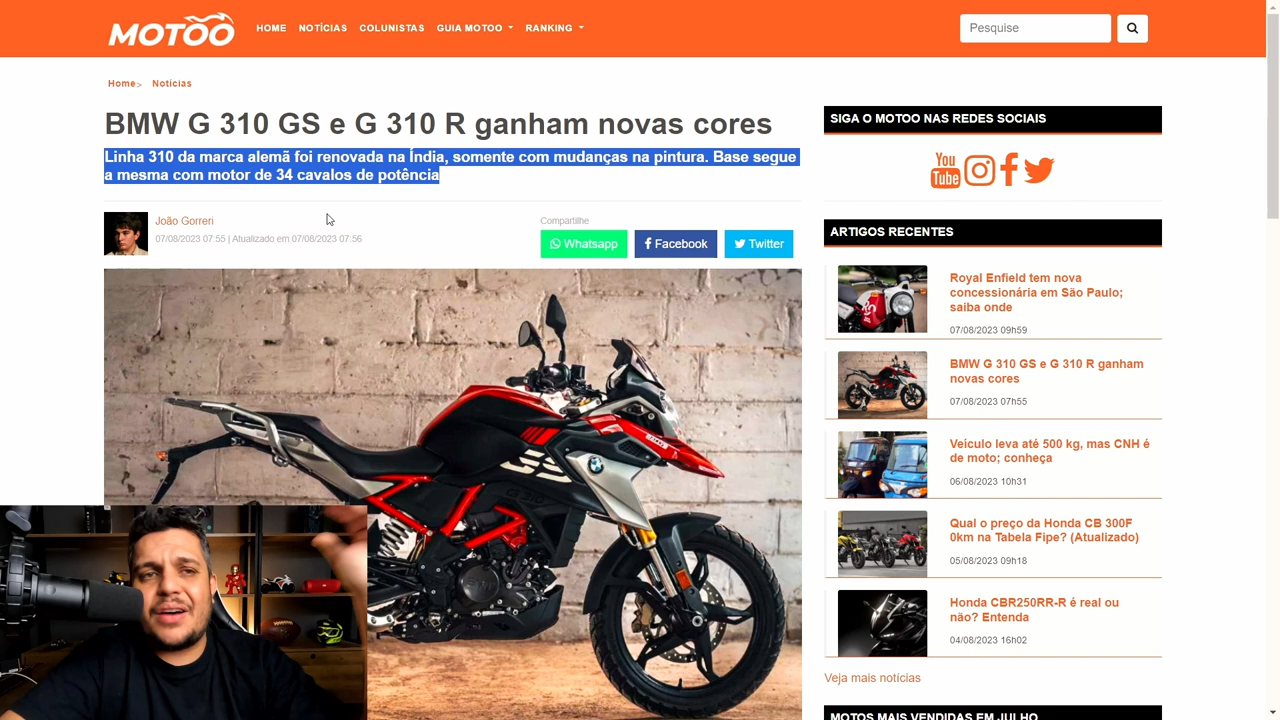 MOTOO
HOME NOTÍCIAS COLUNISTAS GUIA MOTOO RANKING
Pesquise
Home> Notícias
BMW G 310 GS e G 310 R ganham novas cores
Linha 310 da marca alemã foi renovada na Índia, somente com mudanças na pintura. Base segue
a mesma com motor de 34 cavalos de potência
João Gorreri
07/08/2023 07:55 | Atualizado em 07/08/2023 07:56
Compartilhe
Whatsapp Facebook Twitter
SIGA O MOTOO NAS REDES SOCIAIS
You
Tube
ARTIGOS RECENTES
Royal Enfield tem nova
concessionária em São Paulo;
saiba onde
07/08/2023 09h59
BMW G 310 GS e G 310 R ganham
novas cores
07/08/2023 07h55
Veículo leva até 500 kg, mas CNH é
de moto; conheça
06/08/2023 10h31
Qual o preço da Honda CB 300F
0km na Tabela Fipe? (Atualizado)
05/08/2023 09h18
Honda CBR250RR-R é real ou
não? Entenda
04/08/2023 16h02
Veja mais notícias
MOTOS MAIS VENDIDAS EM JULHO
RALLYE
GS
G 310